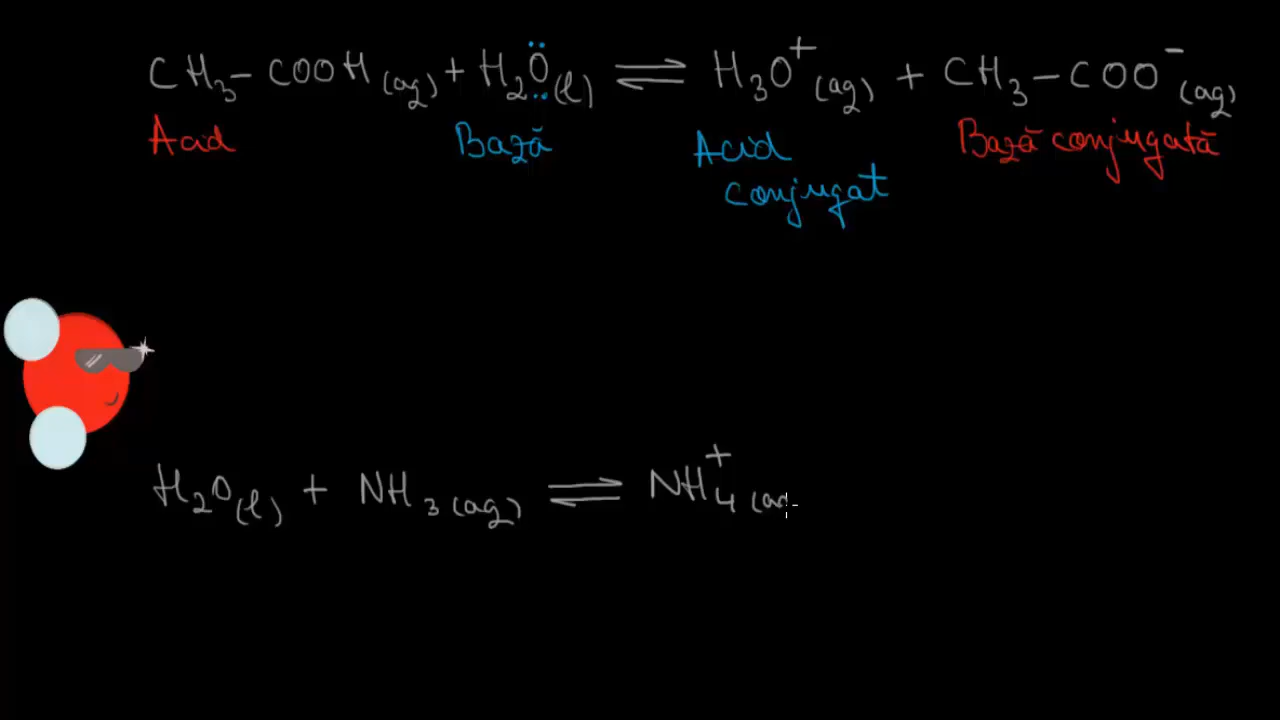 CH₃-COOH(aq) + H₂O(l) ⇌ H₃O⁺(aq) + CH₃-COO⁻(aq)
Acid Bază Acid conjugat Bază conjugată
H₂O(l) + NH₃(aq) ⇌ NH₄⁺(aq